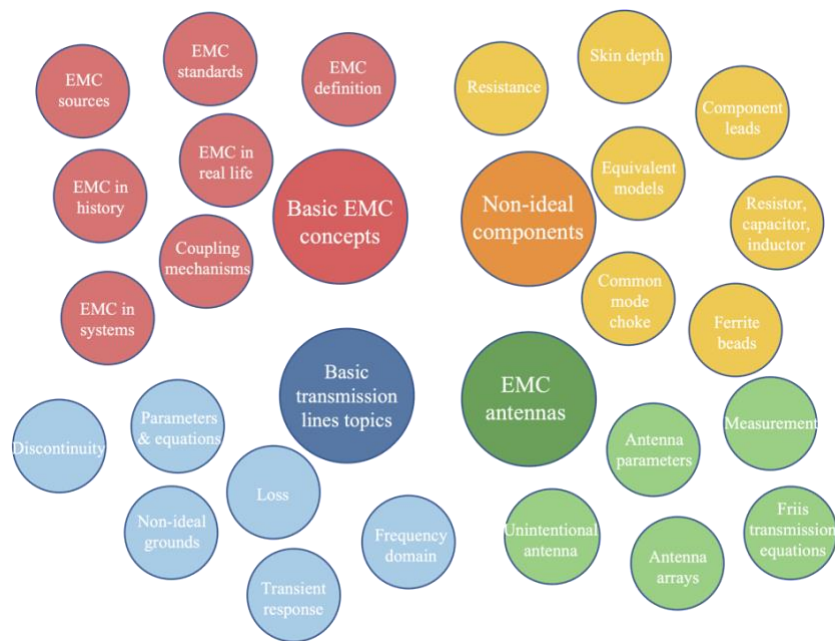 EMC
sources
EMC
standards
EMC
definition
EMC in
history
EMC in
real life
Basic EMC
concepts
Coupling
mechanisms
EMC in
systems
Resistance
Skin depth
Component
leads
Non-ideal
components
Equivalent
models
Resistor,
capacitor,
inductor
Common
mode
choke
Ferrite
beads
Basic
transmission
lines topics
Discontinuity
Parameters
& equations
Loss
Non-ideal
grounds
Transient
response
Frequency
domain
EMC
antennas
Antenna
parameters
Measurement
Unintentional
antenna
Antenna
arrays
Friis
transmission
equations